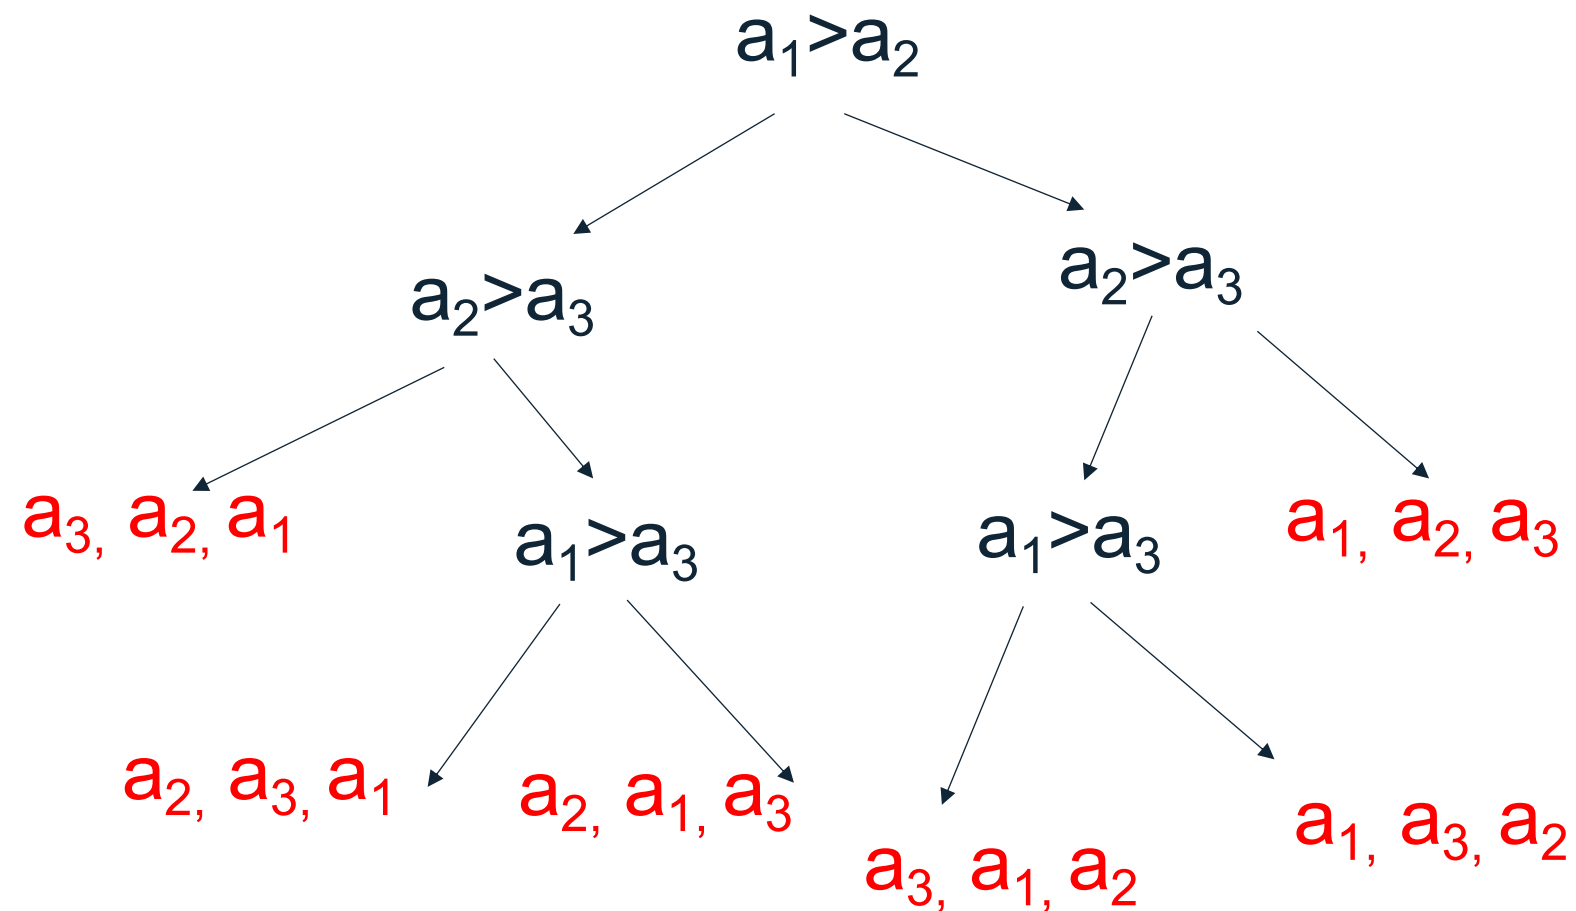 a₁>a₂
a₂>a₃
a₂>a₃
a₃, a₂, a₁
a₁>a₃
a₁>a₃
a₁, a₂, a₃
a₂, a₃, a₁
a₂, a₁, a₃
a₃, a₁, a₂
a₁, a₃, a₂